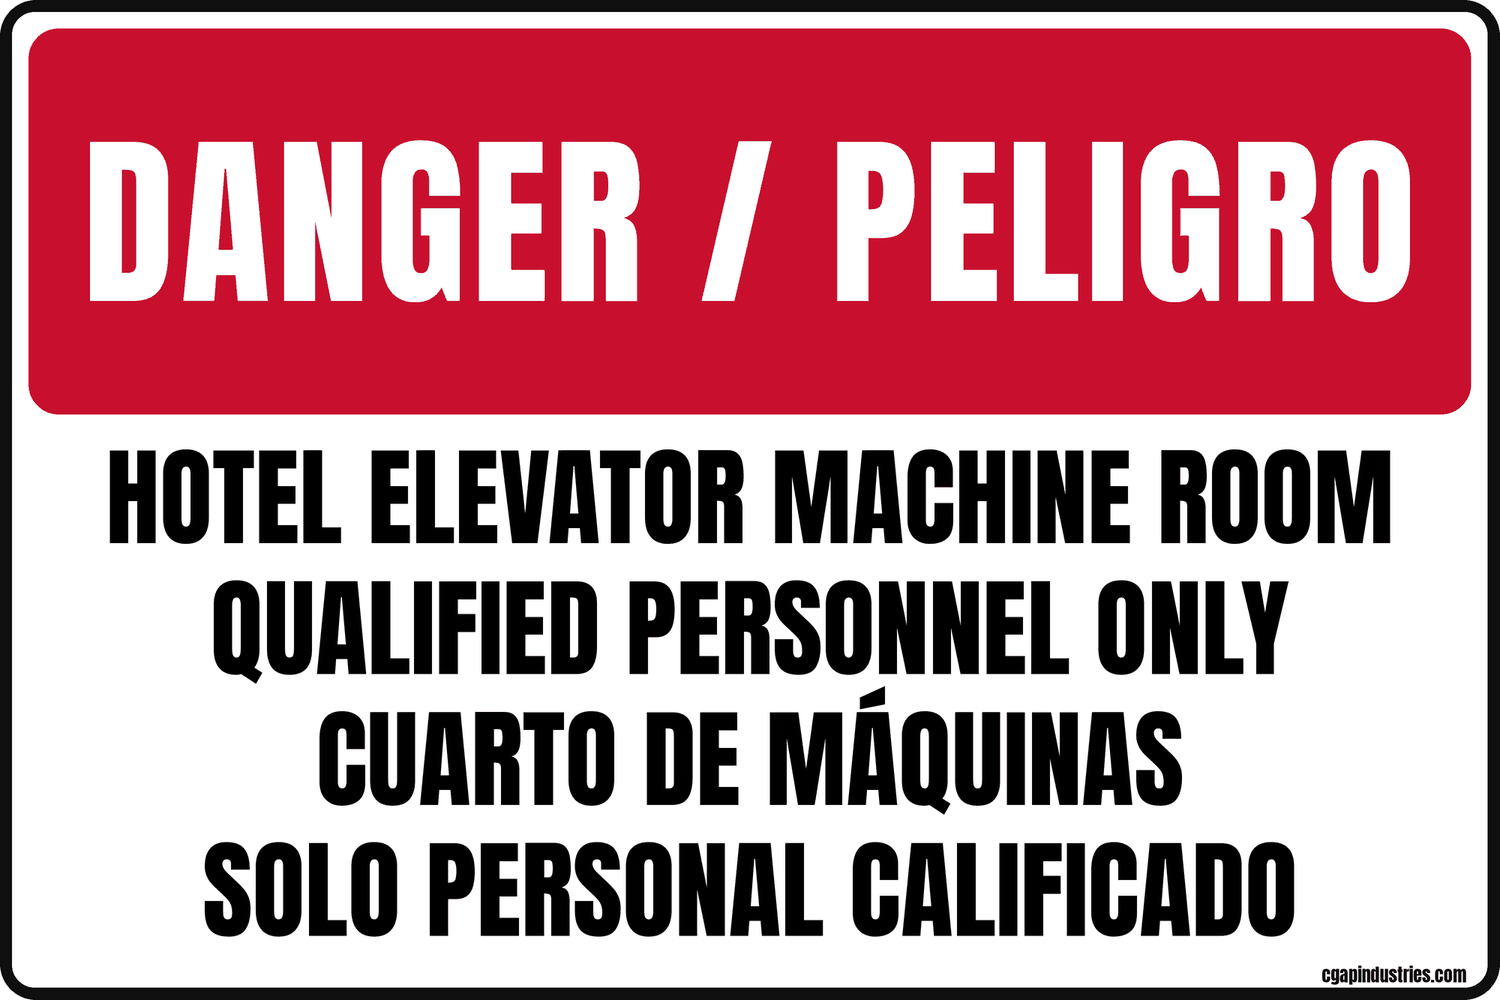 DANGER / PELIGRO
HOTEL ELEVATOR MACHINE ROOM
QUALIFIED PERSONNEL ONLY
CUARTO DE MÁQUINAS
SOLO PERSONAL CALIFICADO
cgapindustries.com